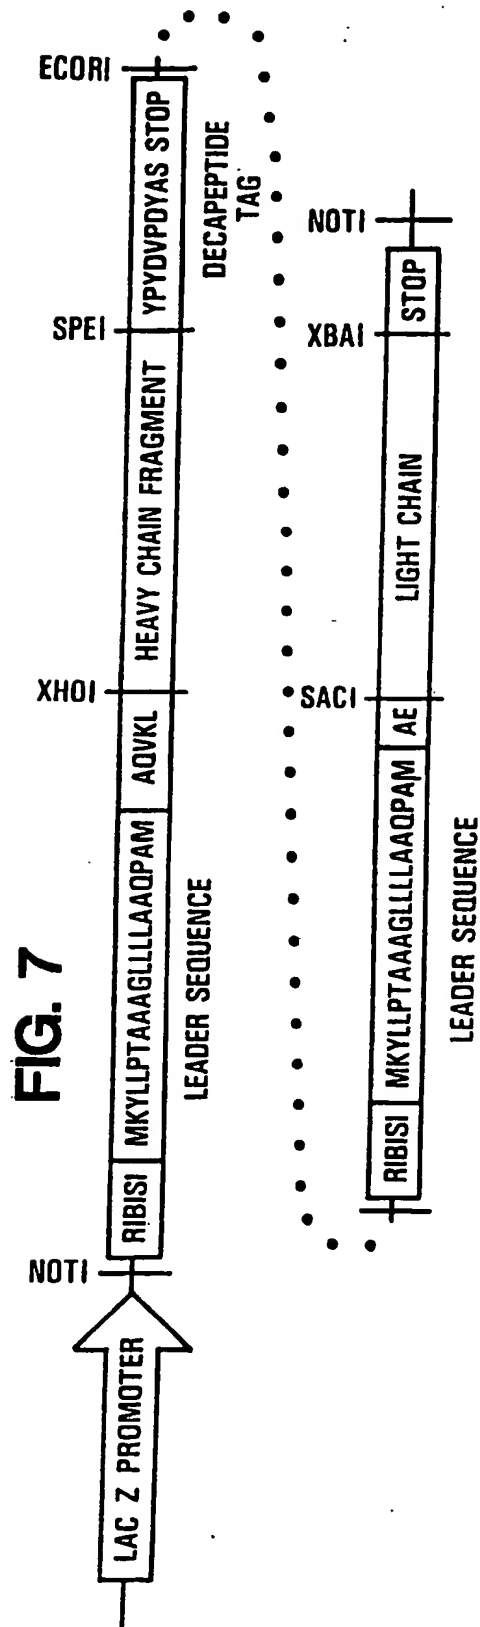 FIG. 7
LAC Z PROMOTER
NOTI
RIBISI
MKYLLPTAAAGLLLLAAQPAM
LEADER SEQUENCE
AQVKL
XHOI
HEAVY CHAIN FRAGMENT
SPEI
YPYDVPDYAS STOP
DECAPEPTIDE
TAG
ECORI
RIBISI
MKYLLPTAAAGLLLLAAQPAM
LEADER SEQUENCE
AE
SACI
LIGHT CHAIN
XBAI
STOP
NOTI